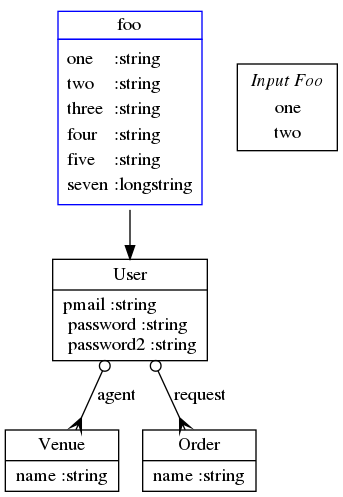 foo
one :string
two :string
three :string
four :string
five :string
seven :longstring
Input Foo
one
two
User
pmail :string
password :string
password2 :string
agent
request
Venue
name :string
Order
name :string